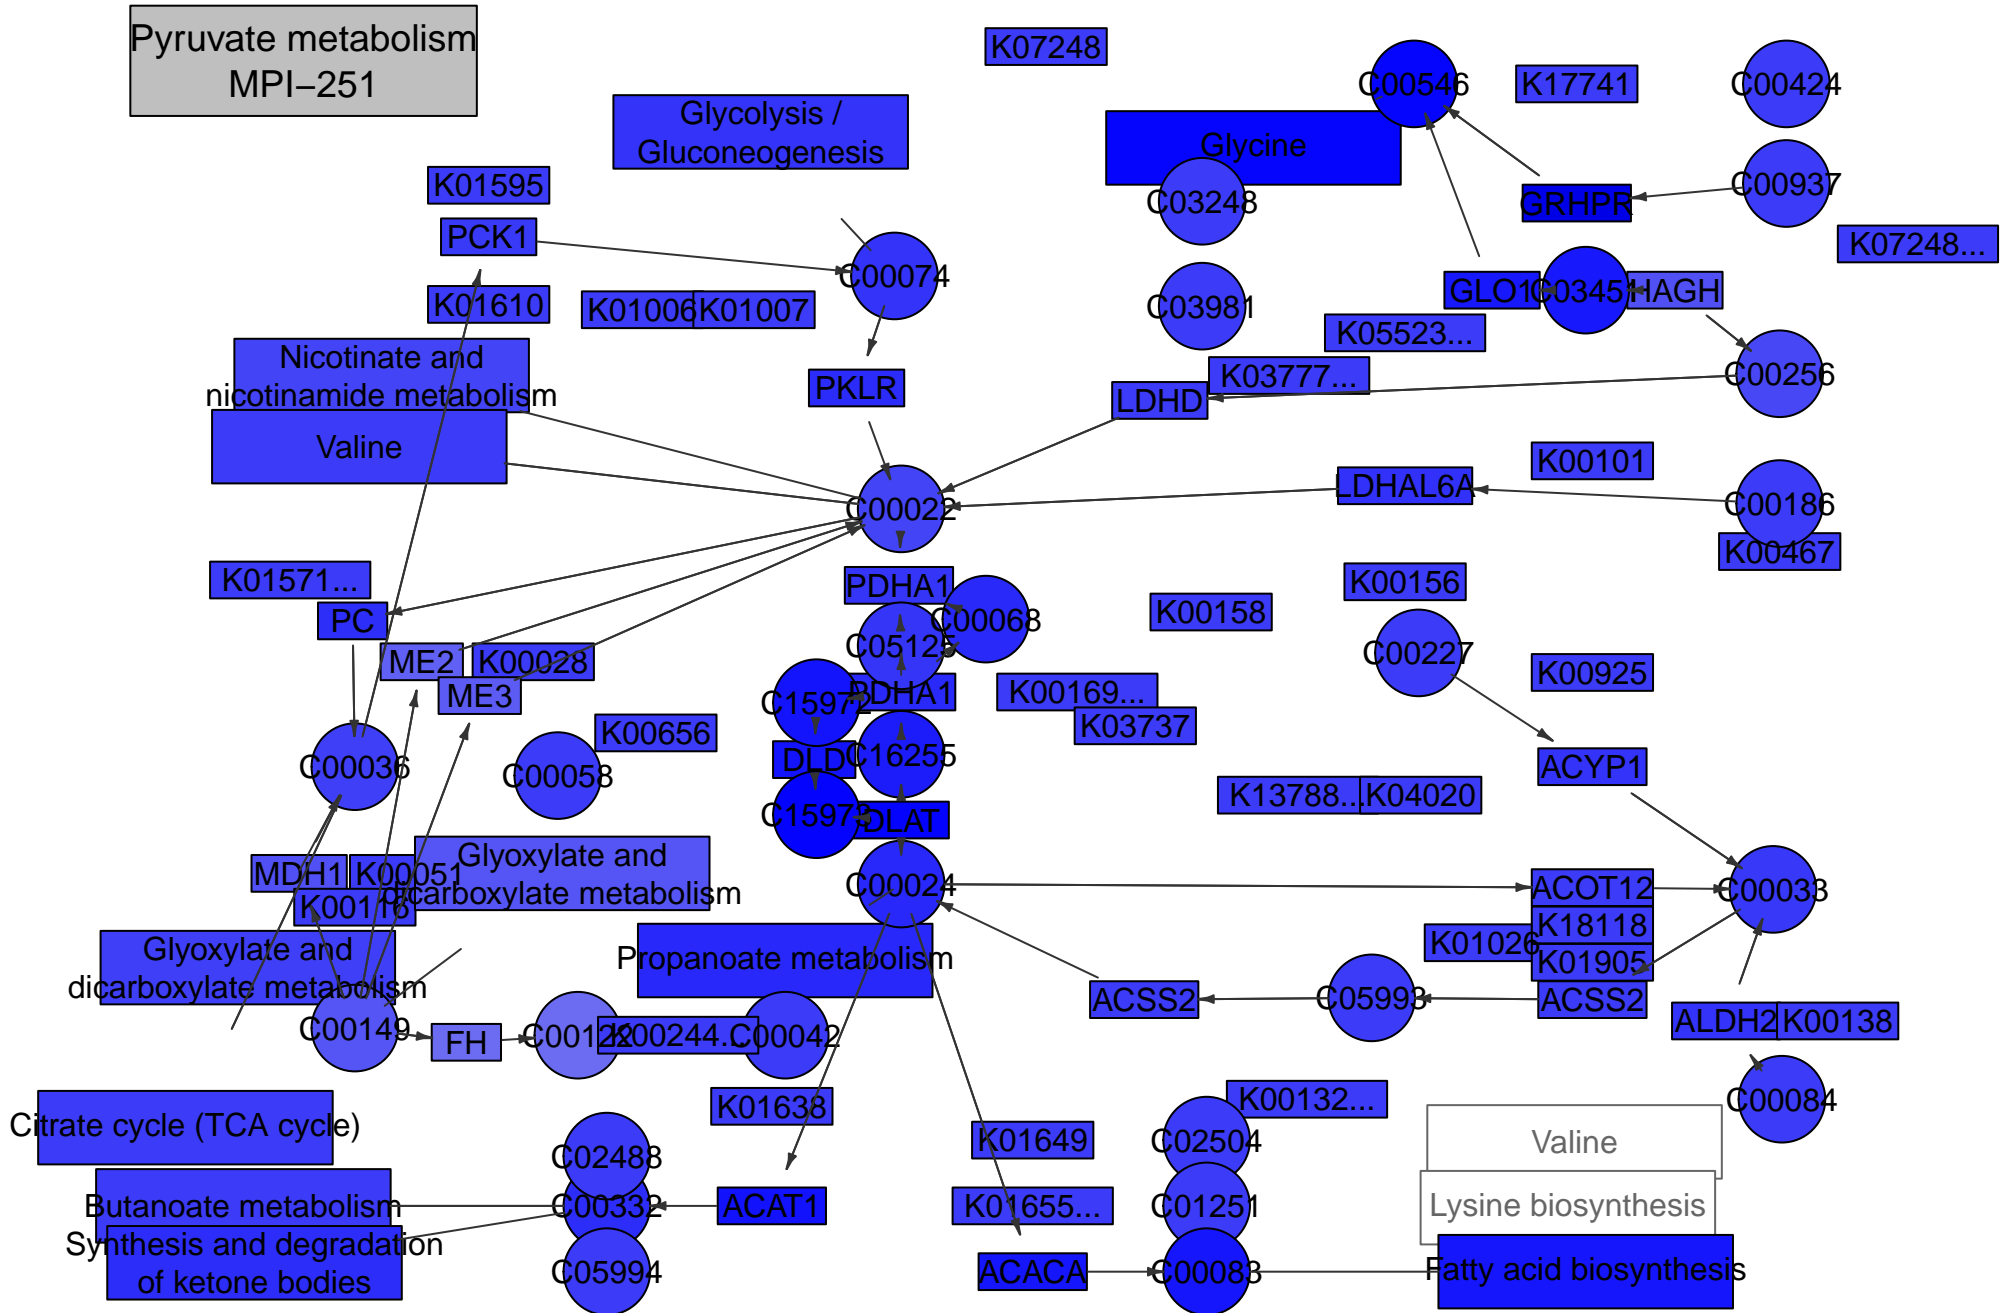 Pyruvate metabolism
MPI−251
K07248
C00546
K17741
C00424
Glycolysis /
Gluconeogenesis
Glycine
K01595
C03248
GRHPR
C00937
PCK1
K07248...
C00074
K01610
K01006
K01007
C03981
GLO1
C03451
HAGH
K05523...
Nicotinate and
nicotinamide metabolism
PKLR
K03777...
LDHD
C00256
Valine
K00101
LDHAL6A
C00022
C00186
K00467
K01571...
PDHA1
K00156
PC
C00068
K00158
C05125
C00227
ME2
K00028
ME3
K00925
C15972
PDHA1
K00169...
K03737
K00656
C00036
C00058
DLD
C16255
ACYP1
K13788...
K04020
C15973
DLAT
MDH1
K00051
Glyoxylate and
dicarboxylate metabolism
K00116
C00024
ACOT12
C00033
K18118
K01026
K01905
Glyoxylate and
dicarboxylate metabolism
Propanoate metabolism
ACSS2
C05993
ACSS2
ALDH2
K00138
C00149
FH
C00122
K00244...
C00042
K01638
K00132...
C00084
Citrate cycle (TCA cycle)
C02488
K01649
C02504
Valine
Butanoate metabolism
C00332
ACAT1
K01655...
C01251
Lysine biosynthesis
Synthesis and degradation
of ketone bodies
C05994
ACACA
C00083
Fatty acid biosynthesis